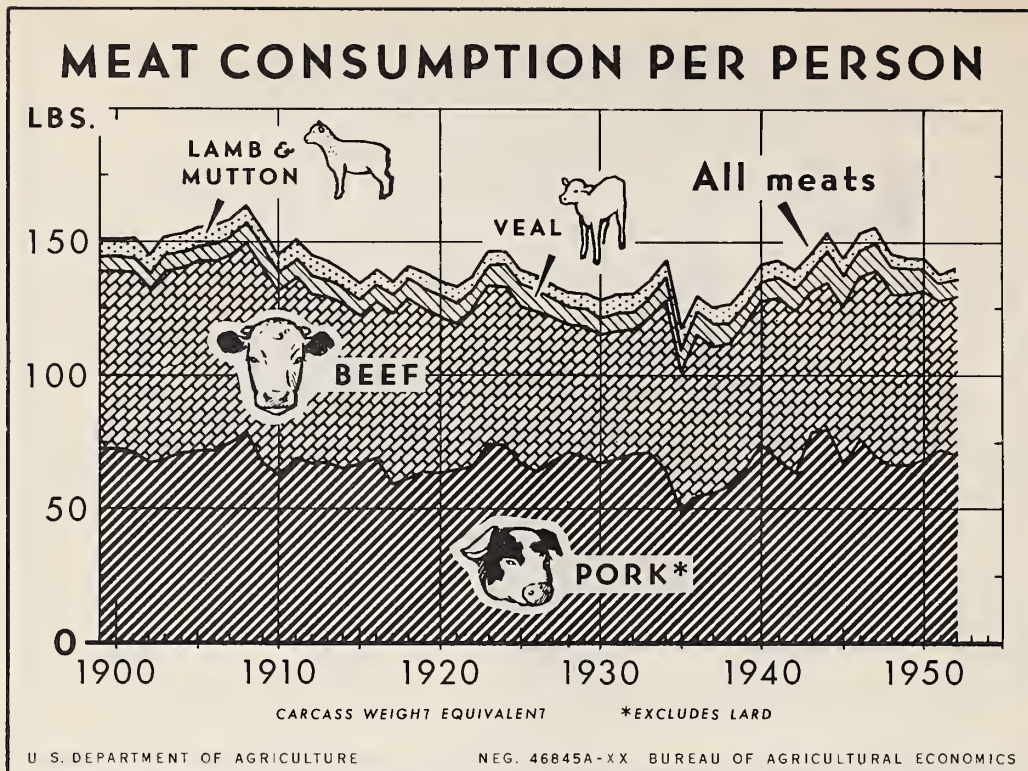 MEAT CONSUMPTION PER PERSON
LBS.
LAMB &
MUTTON
VEAL
All meats
150
BEEF
100
50
PORK*
0
1900 1910 1920 1930 1940 1950
CARCASS WEIGHT EQUIVALENT *EXCLUDES LARD
U S. DEPARTMENT OF AGRICULTURE NEG. 46845A-XX BUREAU OF AGRICULTURAL ECONOMICS